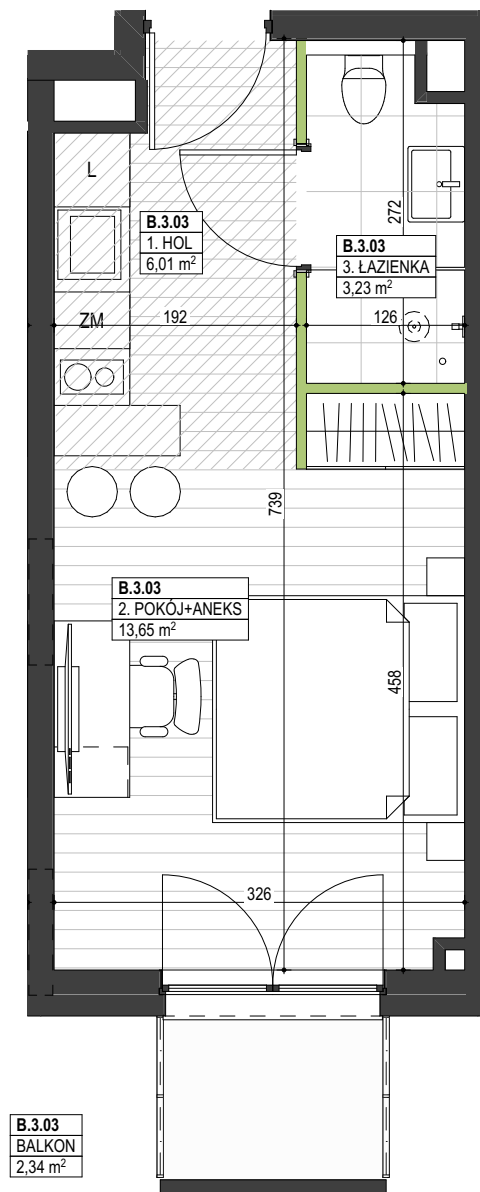 L
B.3.03
1. HOL
6,01 m²
272
B.3.03
3. ŁAZIENKA
3,23 m²
ZM
192
126
739
B.3.03
2. POKÓJ+ANEKS
13,65 m²
458
326
B.3.03
BALKON
2,34 m²